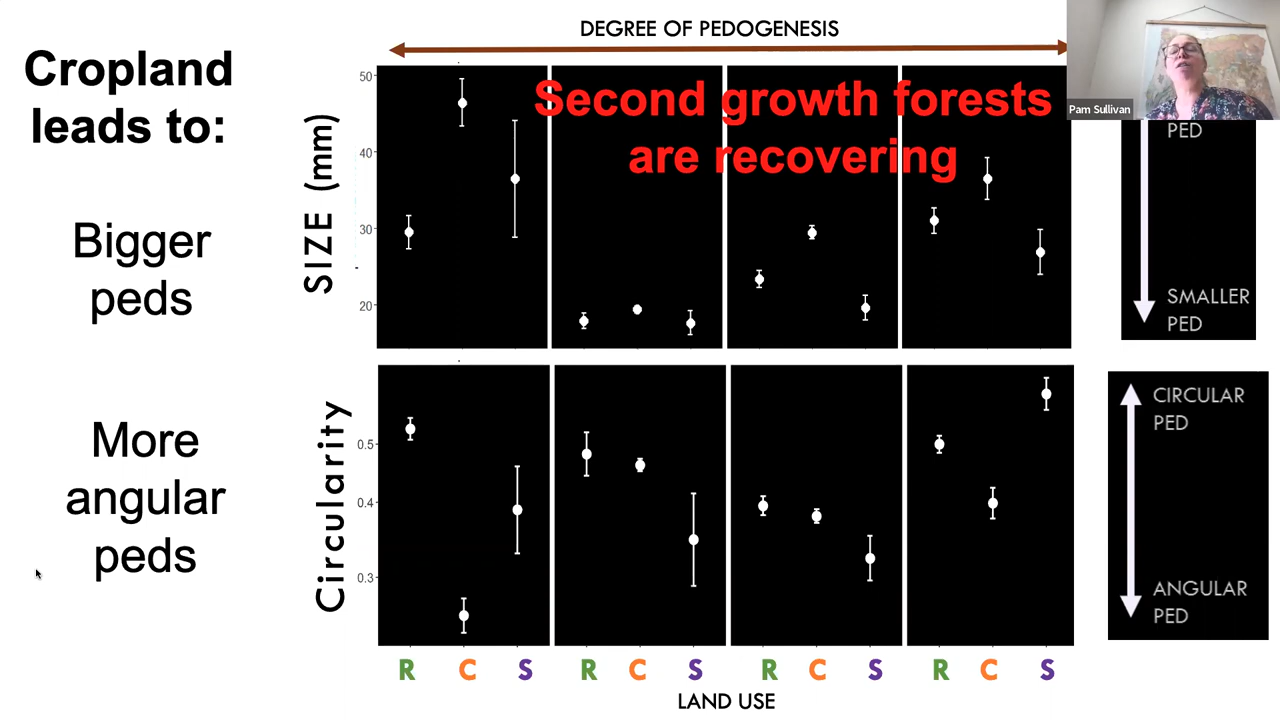 DEGREE OF PEDOGENESIS
Cropland
leads to:
Second growth forests
are recovering
Pam Sullivan
PED
Bigger
peds
SIZE (mm)
50
40
30
20
SMALLER
PED
More
angular
peds
Circularity
0.5
0.4
0.3
CIRCULAR
PED
ANGULAR
PED
R C S R C S R C S R C S
LAND USE